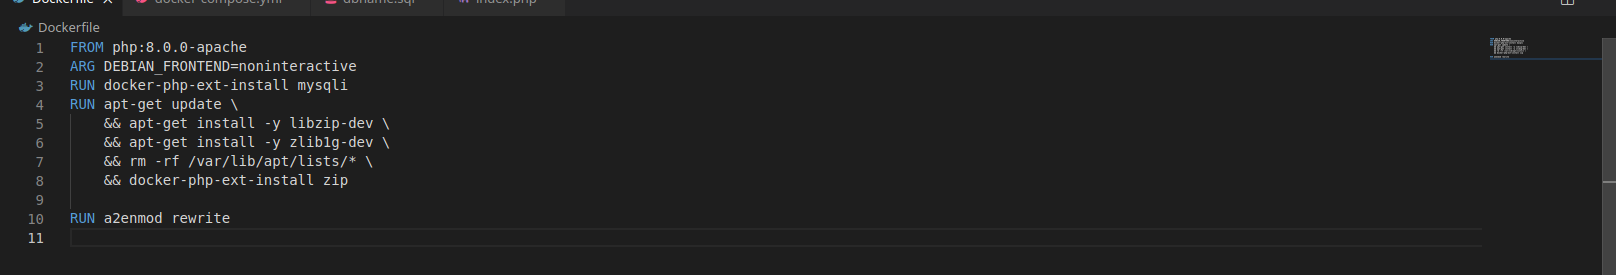 Dockerfile docker-compose.yml dbname.sql index.php
Dockerfile
1 FROM php:8.0.0-apache
2 ARG DEBIAN_FRONTEND=noninteractive
3 RUN docker-php-ext-install mysqli
4 RUN apt-get update \
5 && apt-get install -y libzip-dev \
6 && apt-get install -y zlib1g-dev \
7 && rm -rf /var/lib/apt/lists/* \
8 && docker-php-ext-install zip
9
10 RUN a2enmod rewrite
11